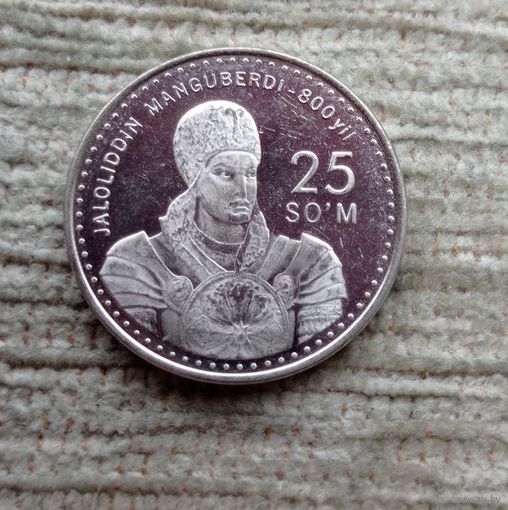 JALOLIDDIN MANGUBERDI - 800 yil
25
SO'M